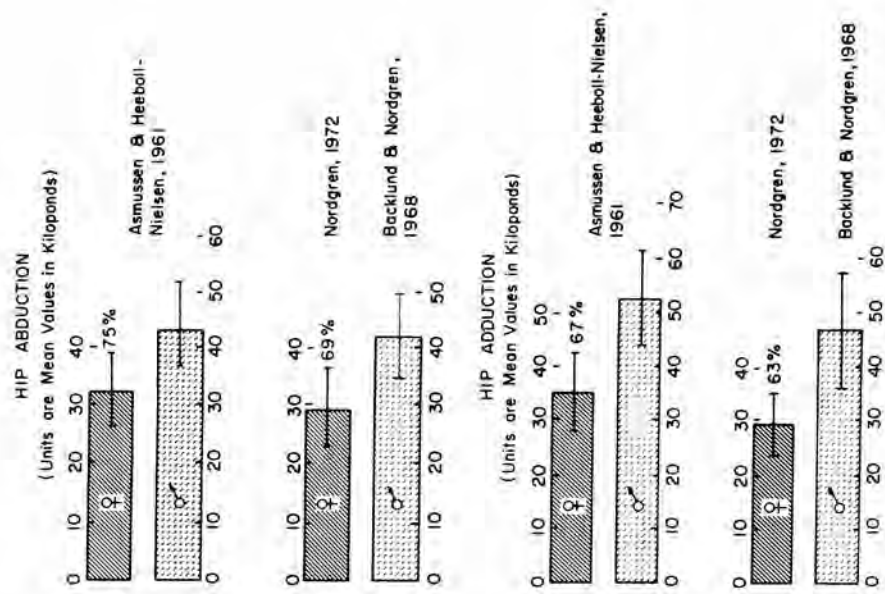 HIP ABDUCTION
(Units are Mean Values in Kiloponds)
0 10 20 30 40
♀ 75%
Asmussen & Heeboll-
Nielsen, 1961
♂
0 10 20 30 40 50 60
0 10 20 30 40
♀ 69%
Nordgren, 1972
♂
Backlund & Nordgren,
1968
0 10 20 30 40 50
HIP ADDUCTION
(Units are Mean Values in Kiloponds)
0 10 20 30 40 50
♀ 67%
Asmussen & Heeboll-Nielsen,
1961
♂
0 10 20 30 40 50 60 70
0 10 20 30 40
♀ 63%
Nordgren, 1972
♂
Backlund & Nordgren, 1968
0 10 20 30 40 50 60